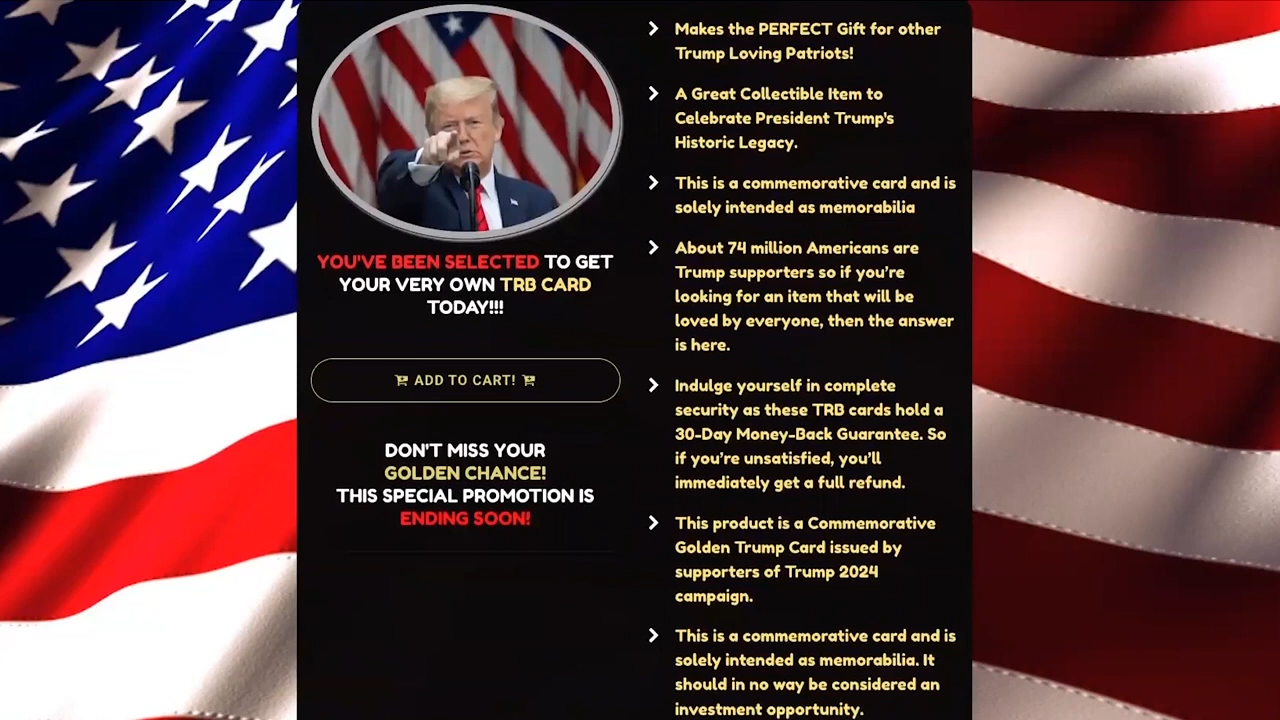 YOU'VE BEEN SELECTED TO GET
YOUR VERY OWN TRB CARD
TODAY!!!
ADD TO CART!
DON'T MISS YOUR
GOLDEN CHANCE!
THIS SPECIAL PROMOTION IS
ENDING SOON!
Makes the PERFECT Gift for other
Trump Loving Patriots!
A Great Collectible Item to
Celebrate President Trump's
Historic Legacy.
This is a commemorative card and is
solely intended as memorabilia
About 74 million Americans are
Trump supporters so if you're
looking for an item that will be
loved by everyone, then the answer
is here.
Indulge yourself in complete
security as these TRB cards hold a
30-Day Money-Back Guarantee. So
if you're unsatisfied, you'll
immediately get a full refund.
This product is a Commemorative
Golden Trump Card issued by
supporters of Trump 2024
campaign.
This is a commemorative card and is
solely intended as memorabilia. It
should in no way be considered an
investment opportunity.